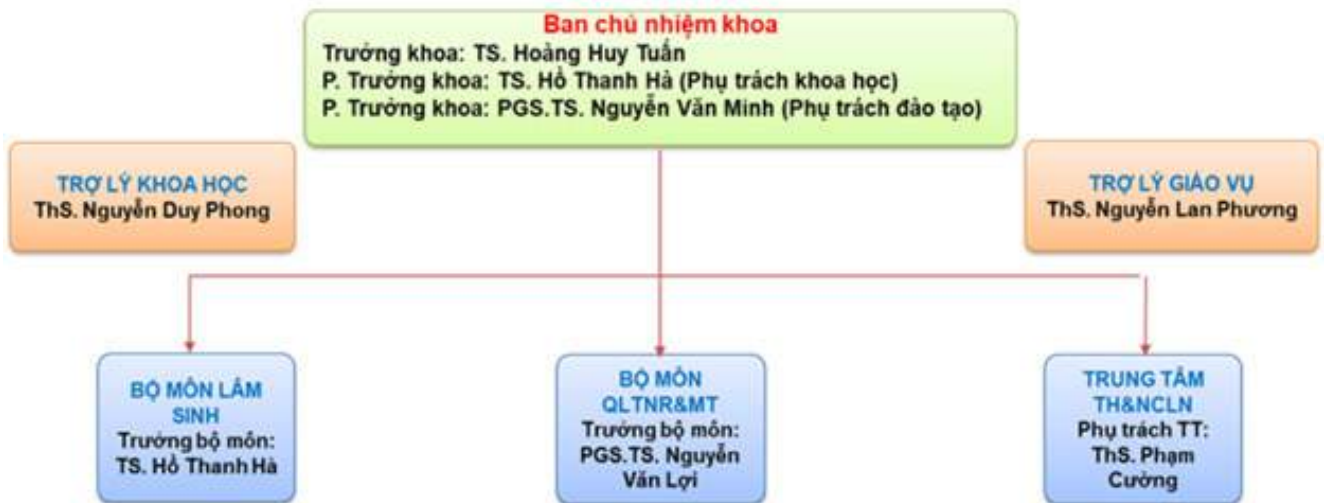 Ban chủ nhiệm khoa
Trưởng khoa: TS. Hoàng Huy Tuấn
P. Trưởng khoa: TS. Hồ Thanh Hà (Phụ trách khoa học)
P. Trưởng khoa: PGS.TS. Nguyễn Văn Minh (Phụ trách đào tạo)
TRỢ LÝ KHOA HỌC
ThS. Nguyễn Duy Phong
TRỢ LÝ GIÁO VỤ
ThS. Nguyễn Lan Phương
BỘ MÔN LÂM
SINH
Trưởng bộ môn:
TS. Hồ Thanh Hà
BỘ MÔN
QLTNR&MT
Trưởng bộ môn:
PGS.TS. Nguyễn
Văn Lợi
TRUNG TÂM
TH&NCLN
Phụ trách TT:
ThS. Phạm
Cường